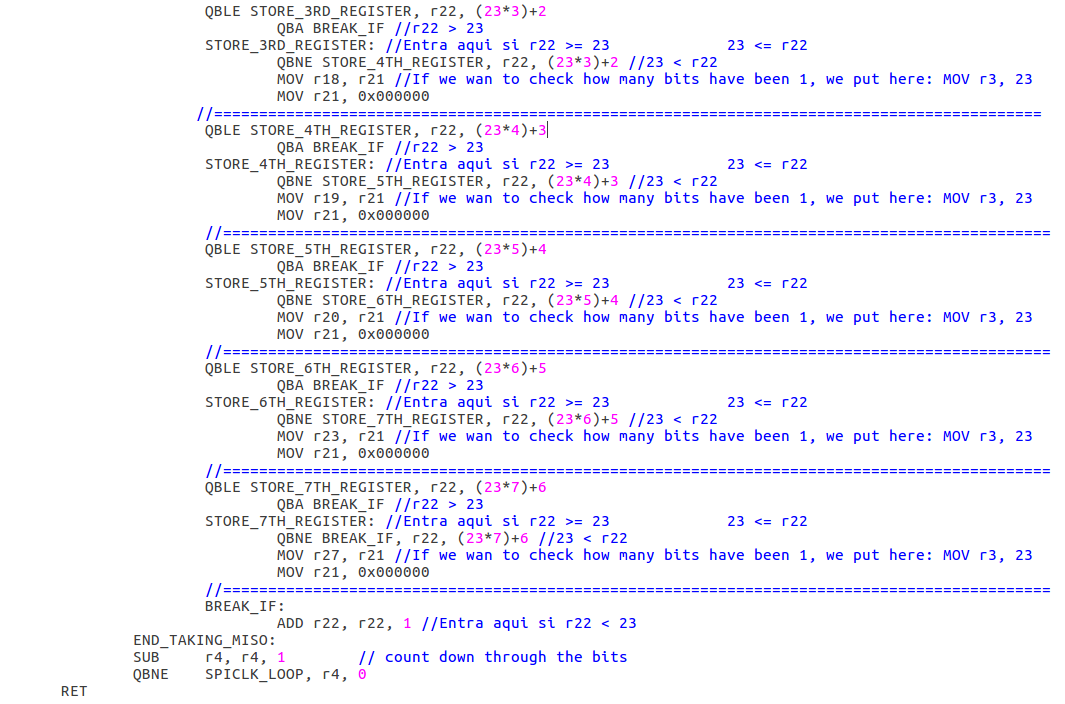 QBLE STORE_3RD_REGISTER, r22, (23*3)+2
QBA BREAK_IF //r22 > 23
STORE_3RD_REGISTER: //Entra aqui si r22 >= 23 23 <= r22
QBNE STORE_4TH_REGISTER, r22, (23*3)+2 //23 < r22
MOV r18, r21 //If we wan to check how many bits have been 1, we put here: MOV r3, 23
MOV r21, 0x000000
//============================================================================================
QBLE STORE_4TH_REGISTER, r22, (23*4)+3
QBA BREAK_IF //r22 > 23
STORE_4TH_REGISTER: //Entra aqui si r22 >= 23 23 <= r22
QBNE STORE_5TH_REGISTER, r22, (23*4)+3 //23 < r22
MOV r19, r21 //If we wan to check how many bits have been 1, we put here: MOV r3, 23
MOV r21, 0x000000
//============================================================================================
QBLE STORE_5TH_REGISTER, r22, (23*5)+4
QBA BREAK_IF //r22 > 23
STORE_5TH_REGISTER: //Entra aqui si r22 >= 23 23 <= r22
QBNE STORE_6TH_REGISTER, r22, (23*5)+4 //23 < r22
MOV r20, r21 //If we wan to check how many bits have been 1, we put here: MOV r3, 23
MOV r21, 0x000000
//============================================================================================
QBLE STORE_6TH_REGISTER, r22, (23*6)+5
QBA BREAK_IF //r22 > 23
STORE_6TH_REGISTER: //Entra aqui si r22 >= 23 23 <= r22
QBNE STORE_7TH_REGISTER, r22, (23*6)+5 //23 < r22
MOV r23, r21 //If we wan to check how many bits have been 1, we put here: MOV r3, 23
MOV r21, 0x000000
//============================================================================================
QBLE STORE_7TH_REGISTER, r22, (23*7)+6
QBA BREAK_IF //r22 > 23
STORE_7TH_REGISTER: //Entra aqui si r22 >= 23 23 <= r22
QBNE BREAK_IF, r22, (23*7)+6 //23 < r22
MOV r27, r21 //If we wan to check how many bits have been 1, we put here: MOV r3, 23
MOV r21, 0x000000
//============================================================================================
BREAK_IF:
ADD r22, r22, 1 //Entra aqui si r22 < 23
END_TAKING_MISO:
SUB r4, r4, 1 // count down through the bits
QBNE SPICLK_LOOP, r4, 0
RET